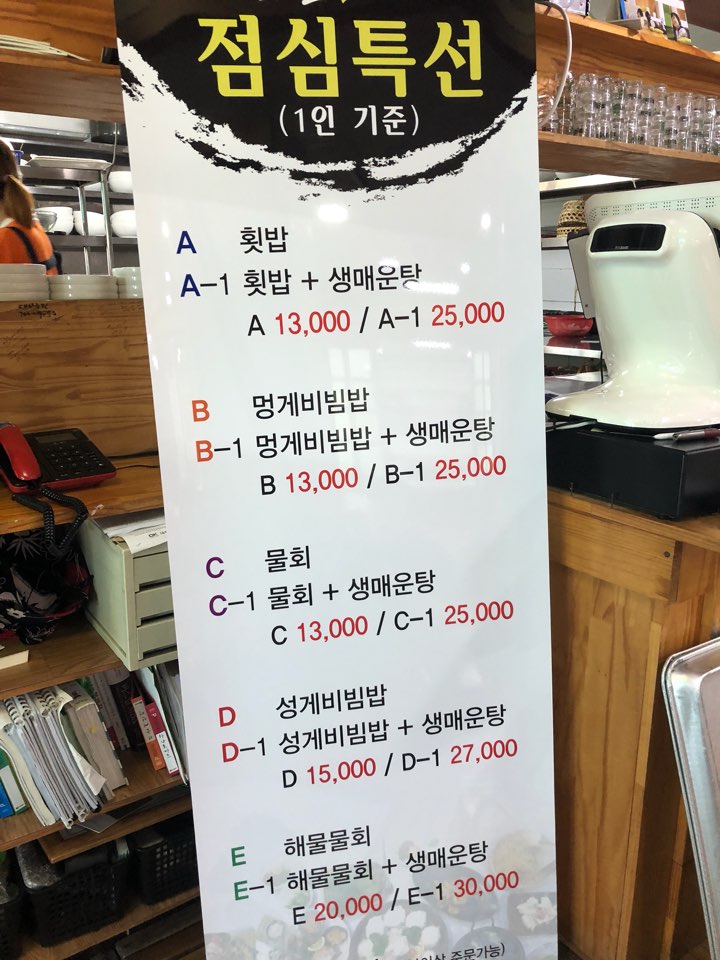 점심특선
(1인 기준)
A 횟밥
A-1 횟밥 + 생매운탕
A 13,000 / A-1 25,000
B 멍게비빔밥
B-1 멍게비빔밥 + 생매운탕
B 13,000 / B-1 25,000
C 물회
C-1 물회 + 생매운탕
C 13,000 / C-1 25,000
D 성게비빔밥
D-1 성게비빔밥 + 생매운탕
D 15,000 / D-1 27,000
E 해물물회
E-1 해물물회 + 생매운탕
E 20,000 / E-1 30,000
주문가능)